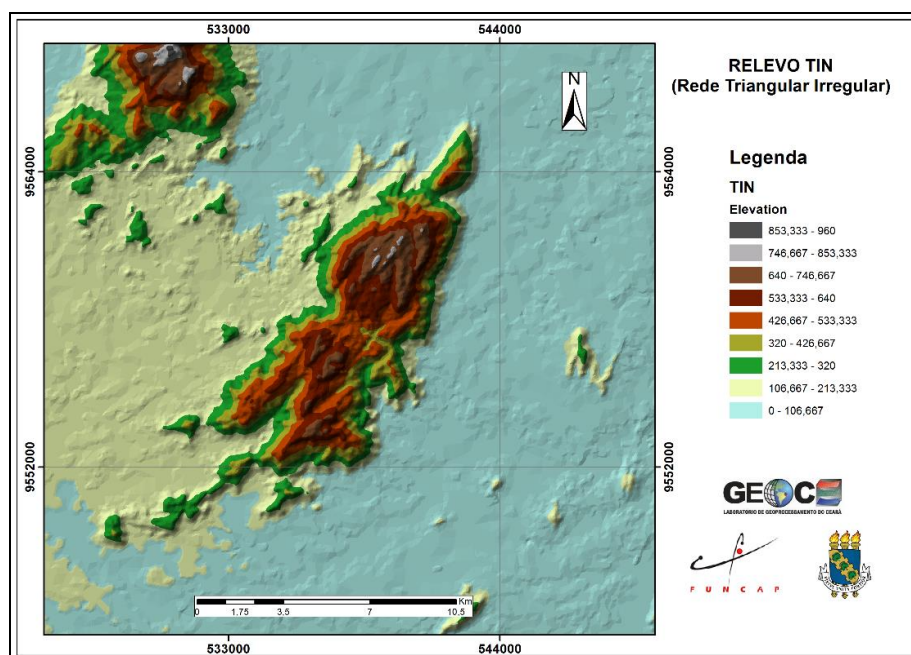 533000
544000
9564000
9564000
9552000
9552000
N
Km
0
1.75
3.5
7
10.5
533000
544000
RELEVO TIN
(Rede Triangular Irregular)
Legenda
TIN
Elevation
853,333 - 960
746,667 - 853,333
640 - 746,667
533,333 - 640
426,667 - 533,333
320 - 426,667
213,333 - 320
106,667 - 213,333
0 - 106,667
GEOCE
LABORATORIO DE GEOPROCESSAMENTO DO CEARÁ
FUNCAP